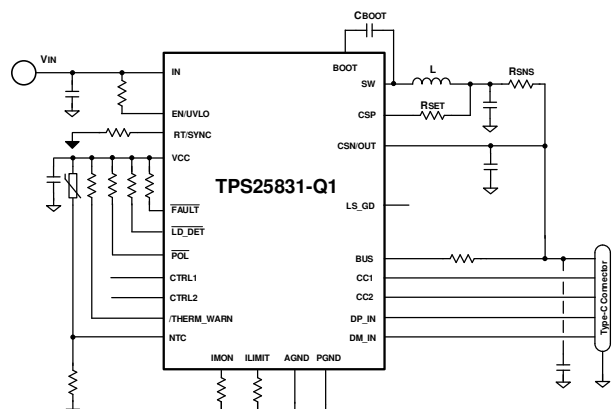 CBOOT
VIN
BOOT
IN
SW
L
RSNS
EN/UVLO
CSP
RSET
RT/SYNC
CSN/OUT
VCC
TPS25831-Q1
LS_GD
FAULT
LD_DET
POL
BUS
CTRL1
CC1
CTRL2
CC2
/THERM_WARN
DP_IN
NTC
DM_IN
IMON
ILIMIT
AGND
PGND
Type-C Connector